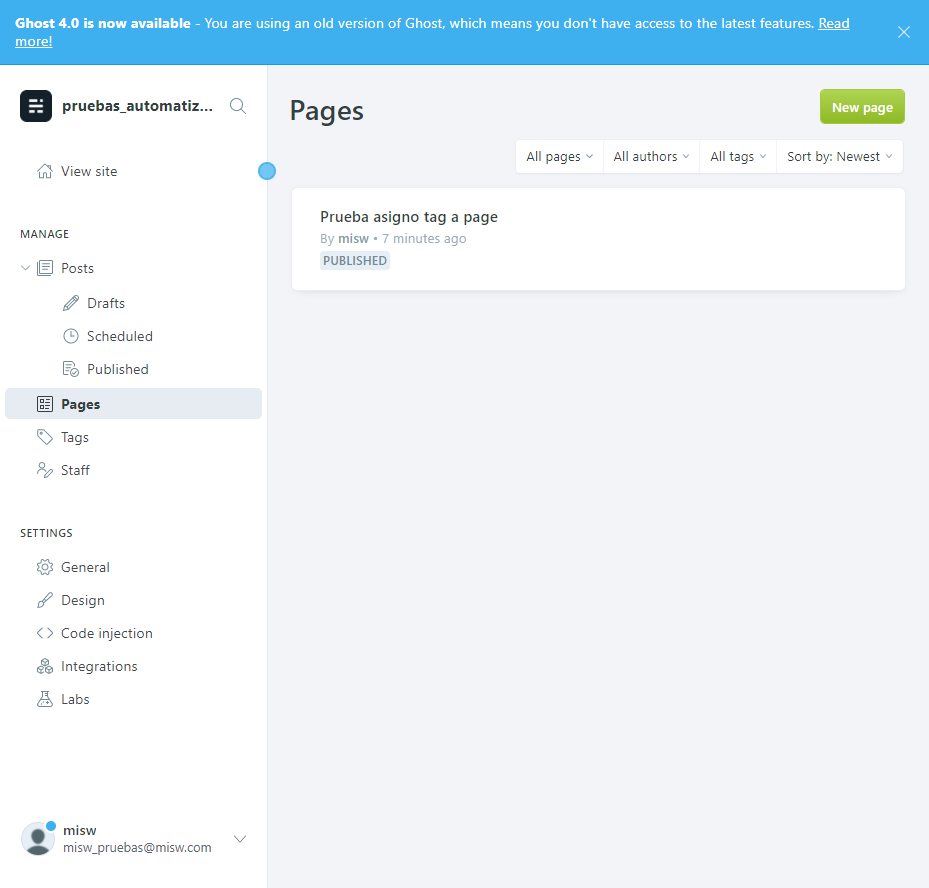 Ghost 4.0 is now available - You are using an old version of Ghost, which means you don't have access to the latest features. Read
more!
pruebas_automatiz...
View site
MANAGE
Posts
Drafts
Scheduled
Published
Pages
Tags
Staff
SETTINGS
General
Design
Code injection
Integrations
Labs
misw
misw_pruebas@misw.com
Pages
New page
All pages
All authors
All tags
Sort by: Newest
Prueba asigno tag a page
By misw • 7 minutes ago
PUBLISHED